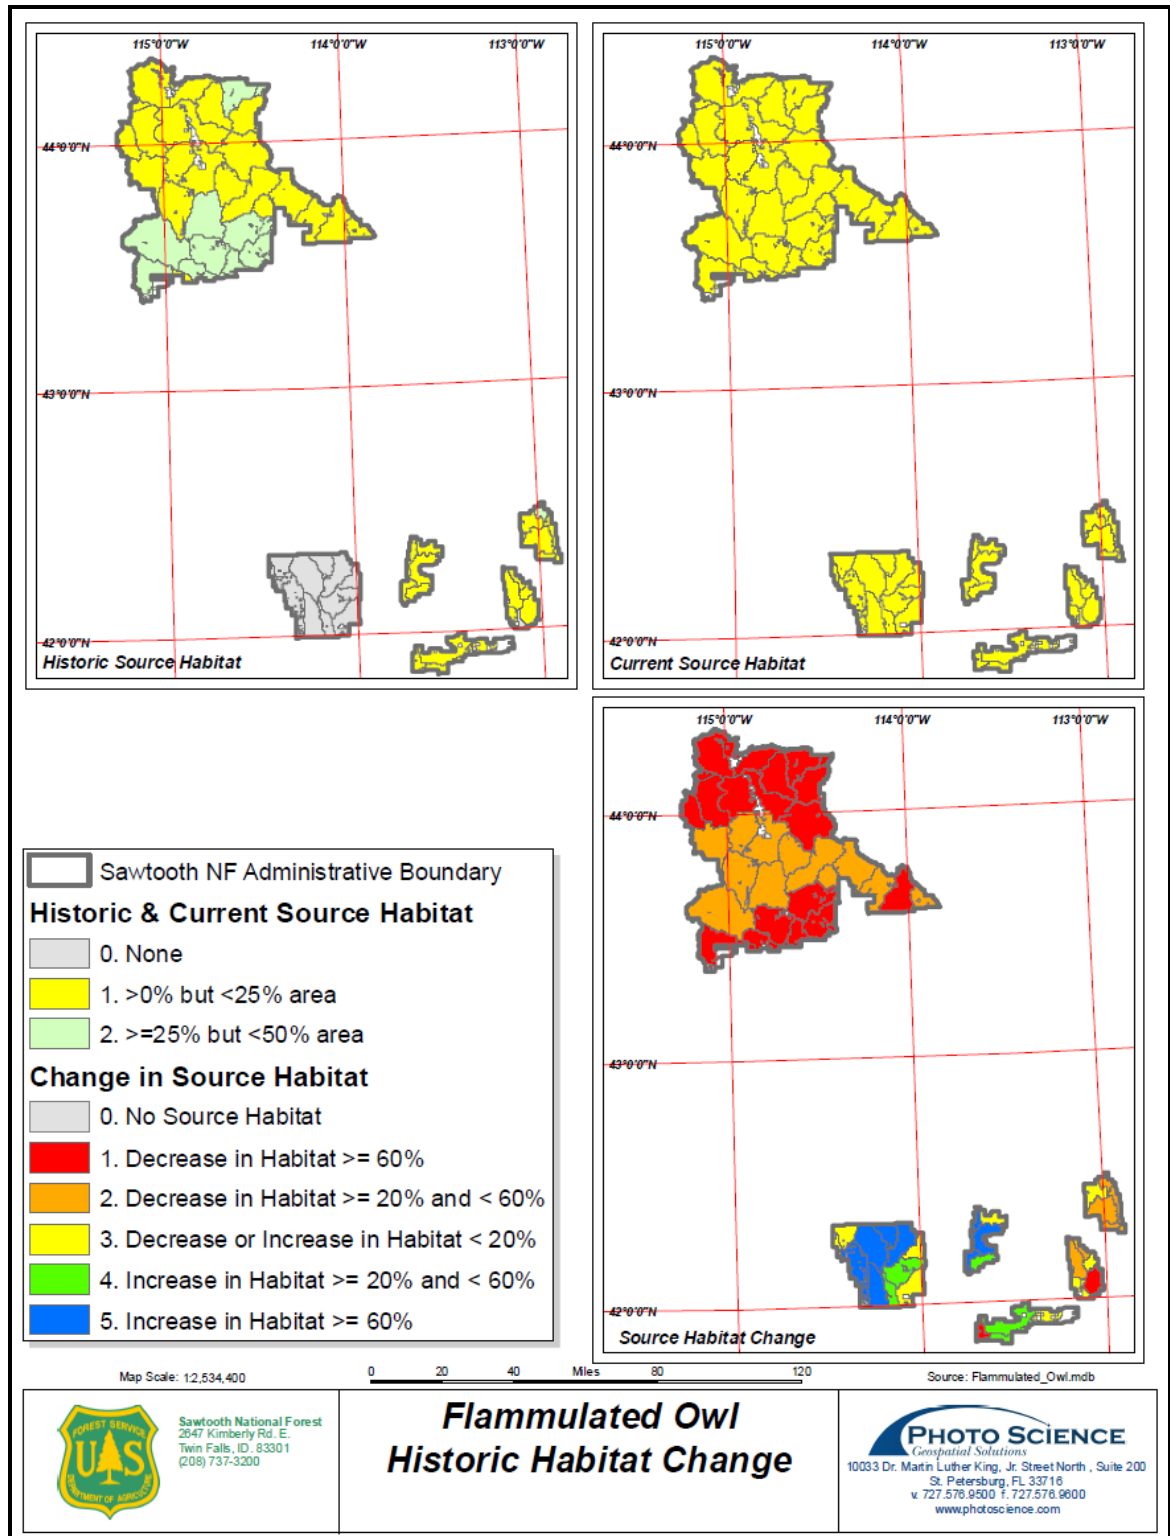 115°0'0"W 114°0'0"W 113°0'0"W
44°0'0"N
43°0'0"N
42°0'0"N
Historic Source Habitat
115°0'0"W 114°0'0"W 113°0'0"W
44°0'0"N
43°0'0"N
42°0'0"N
Current Source Habitat
115°0'0"W 114°0'0"W 113°0'0"W
44°0'0"N
43°0'0"N
42°0'0"N
Source Habitat Change
Sawtooth NF Administrative Boundary
Historic & Current Source Habitat
0. None
1. >0% but <25% area
2. >=25% but <50% area
Change in Source Habitat
0. No Source Habitat
1. Decrease in Habitat >= 60%
2. Decrease in Habitat >= 20% and < 60%
3. Decrease or Increase in Habitat < 20%
4. Increase in Habitat >= 20% and < 60%
5. Increase in Habitat >= 60%
Map Scale: 1:2,534,400
0 20 40 Miles 80 120
Source: Flammulated_Owl.mdb
FOREST SERVICE
U S
DEPARTMENT OF AGRICULTURE
Sawtooth National Forest
2647 Kimberly Rd. E.
Twin Falls, ID. 83301
(208) 737-3200
Flammulated Owl
Historic Habitat Change
PHOTO SCIENCE
Geospatial Solutions
10033 Dr. Martin Luther King, Jr. Street North , Suite 200
St. Petersburg, FL 33716
v. 727.576.9500 f. 727.576.9600
www.photoscience.com